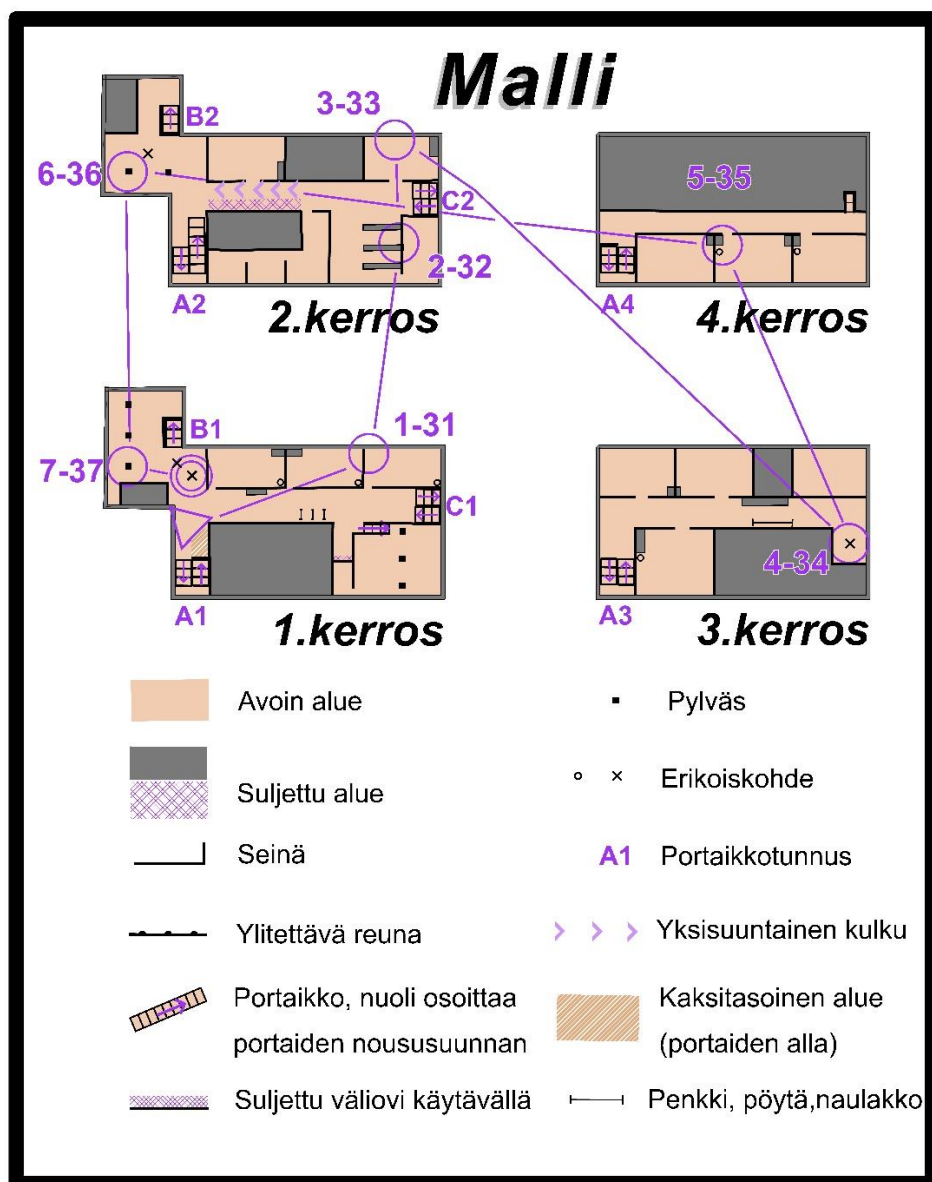 Malli
3-33
B2
6-36
5-35
C2
2-32
A2
A4
2.kerros
4.kerros
1-31
B1
7-37
C1
4-34
A1
A3
1.kerros
3.kerros
Avoin alue
Pylväs
Suljettu alue
Erikoiskohde
Seinä
A1 Portaikkotunnus
Ylitettävä reuna
Yksisuuntainen kulku
Portaikko, nuoli osoittaa
portaiden noususuunnan
Kaksitasoinen alue
(portaiden alla)
Suljettu väliovi käytävällä
Penkki, pöytä,naulakko